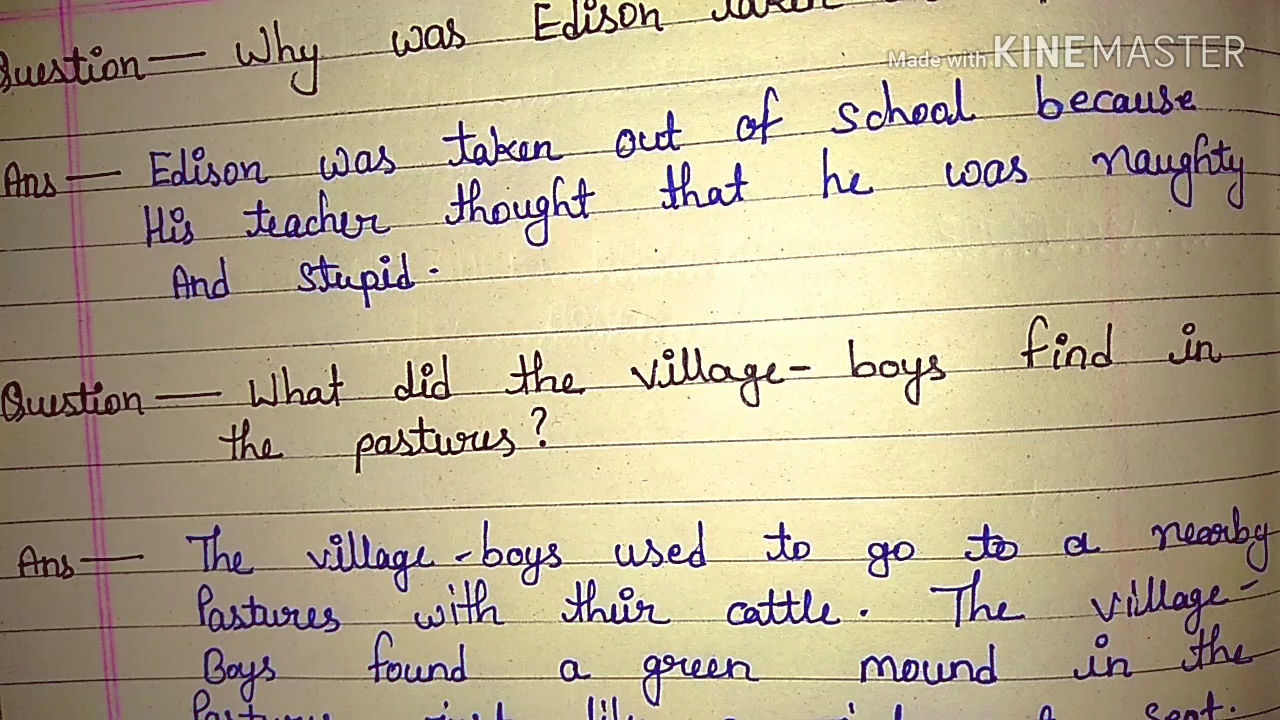 Question — Why was Edison taken
Made with KINEMASTER
Ans — Edison was taken out of school because
His teacher thought that he was naughty
And stupid.
Question — What did the village- boys find in
the pastures?
Ans — The village -boys used to go to a nearby
Pastures with their cattle. The village-
Boys found a green mound in the